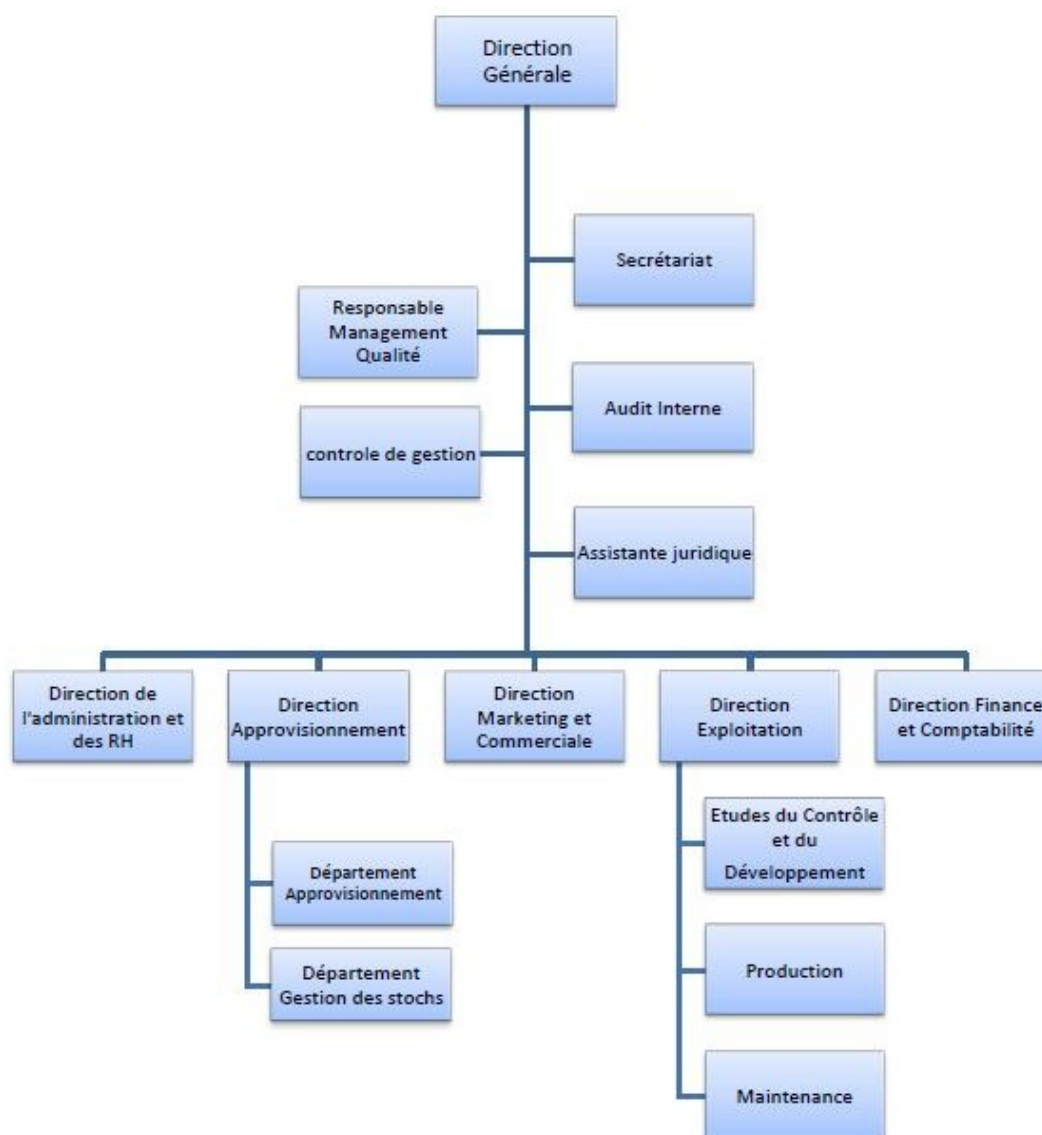 Direction
Générale
Secrétariat
Responsable
Management
Qualité
Audit Interne
controle de gestion
Assistante juridique
Direction de
l'administration et
des RH
Direction
Approvisionnement
Direction
Marketing et
Commerciale
Direction
Exploitation
Direction Finance
et Comptabilité
Département
Approvisionnement
Département
Gestion des stochs
Etudes du Contrôle
et du
Développement
Production
Maintenance